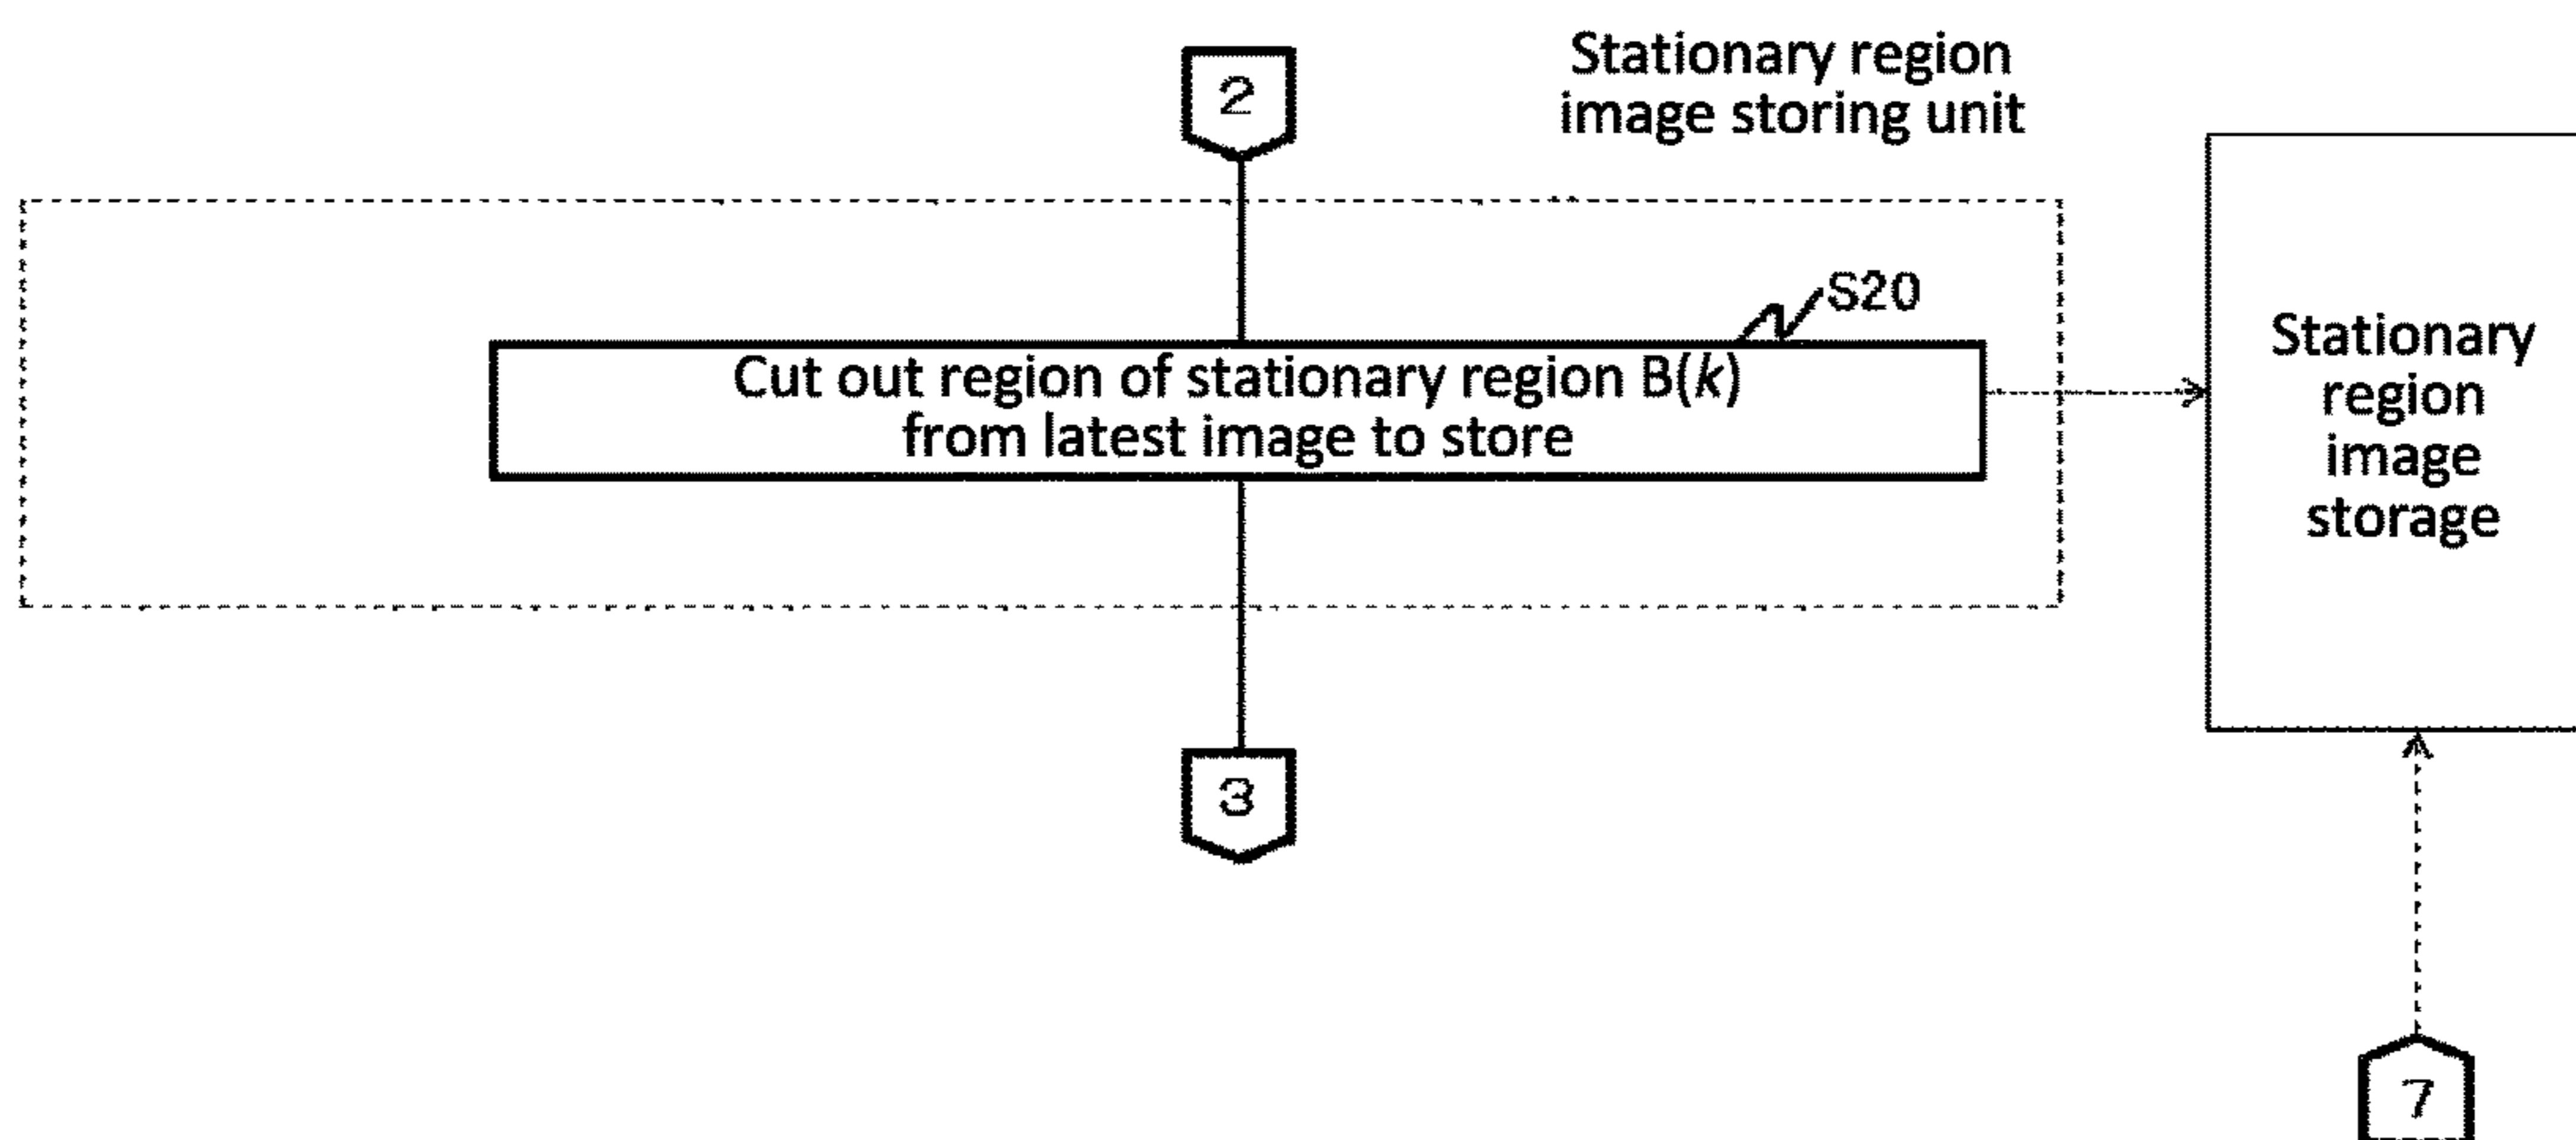 2
Stationary region
image storing unit
S20
Cut out region of stationary region B(k)
from latest image to store
Stationary
region
image
storage
3
7